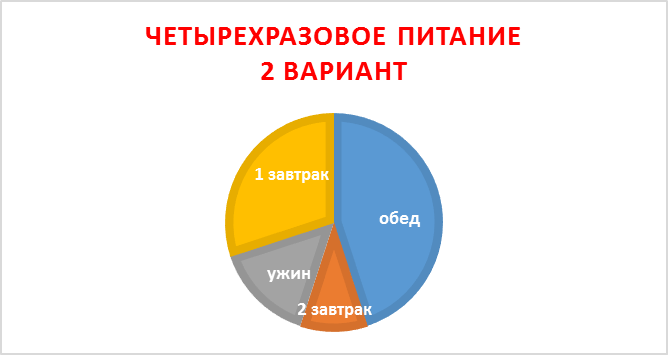 ЧЕТЫРЕХРАЗОВОЕ ПИТАНИЕ
2 ВАРИАНТ
1 завтрак
обед
ужин
2 завтрак